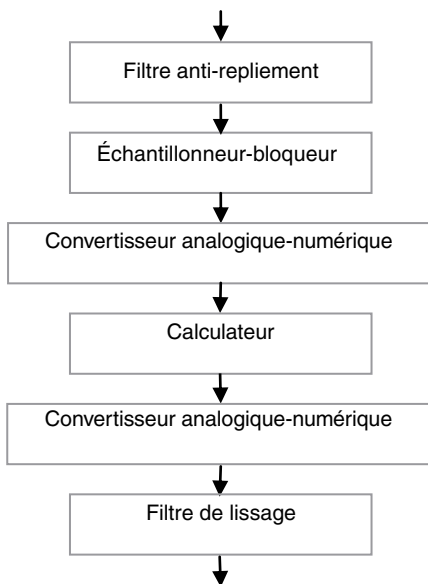 Filtre anti-repliement
Échantillonneur-bloqueur
Convertisseur analogique-numérique
Calculateur
Convertisseur analogique-numérique
Filtre de lissage